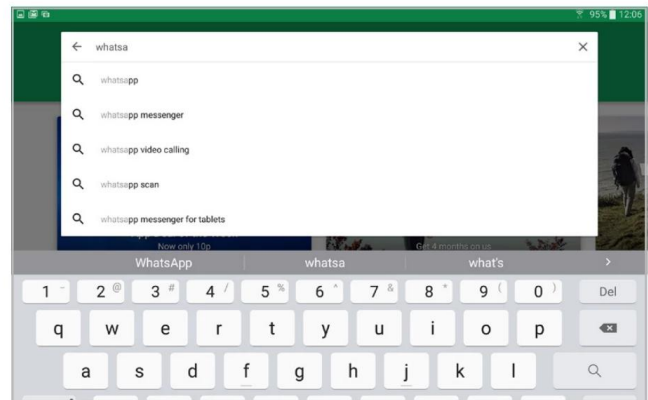 95% 12:06
whatsa
whatsapp
whatsapp messenger
whatsapp video calling
whatsapp scan
whatsapp messenger for tablets
Now only 10p
Get 4 months on us
WhatsApp whatsa what's
1 - 2 @ 3 # 4 / 5 % 6 ^ 7 & 8 * 9 ( 0 ) Del
q w e r t y u i o p
a s d f g h j k l